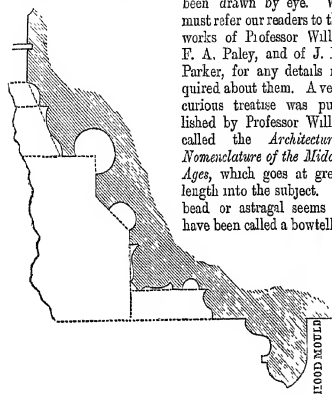 been drawn by eye. W
must refer our readers to th
works of Professor Will
F. A. Paley, and of J. H
Parker, for any details r
quired about them. A ve
curious treatise was pu
lished by Professor Will
called the Architectur
Nomenclature of the Midd
Ages, which goes at gre
length into the subject.
bead or astragal seems
have been called a bowtell
HOOD MOULD